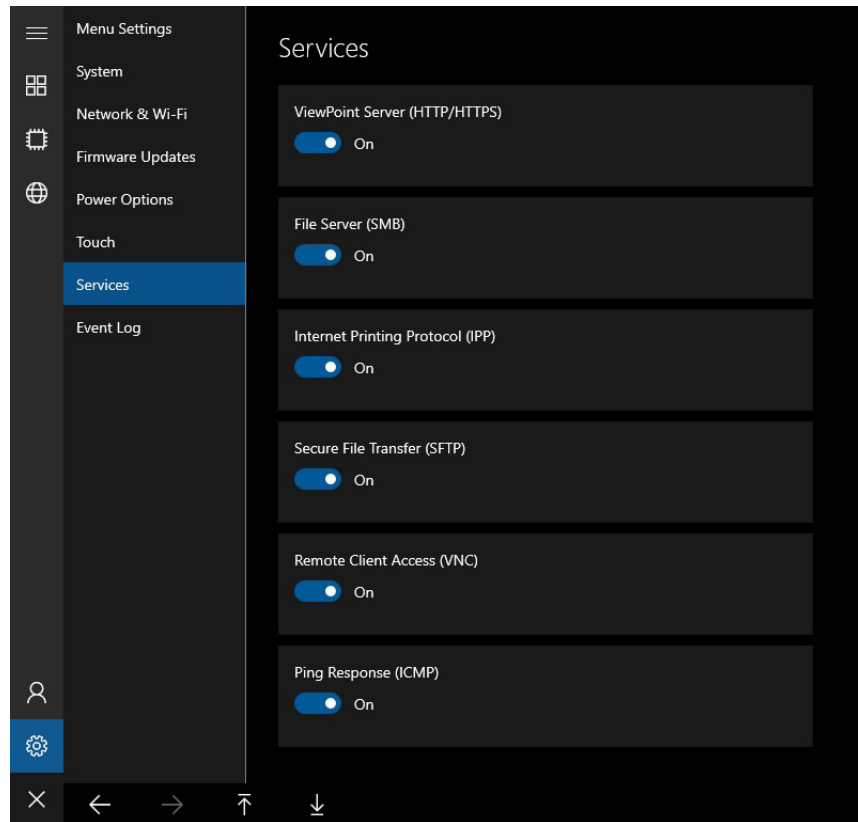 Menu Settings
System
Network & Wi-Fi
Firmware Updates
Power Options
Touch
Services
Event Log
Services
ViewPoint Server (HTTP/HTTPS)
On
File Server (SMB)
On
Internet Printing Protocol (IPP)
On
Secure File Transfer (SFTP)
On
Remote Client Access (VNC)
On
Ping Response (ICMP)
On